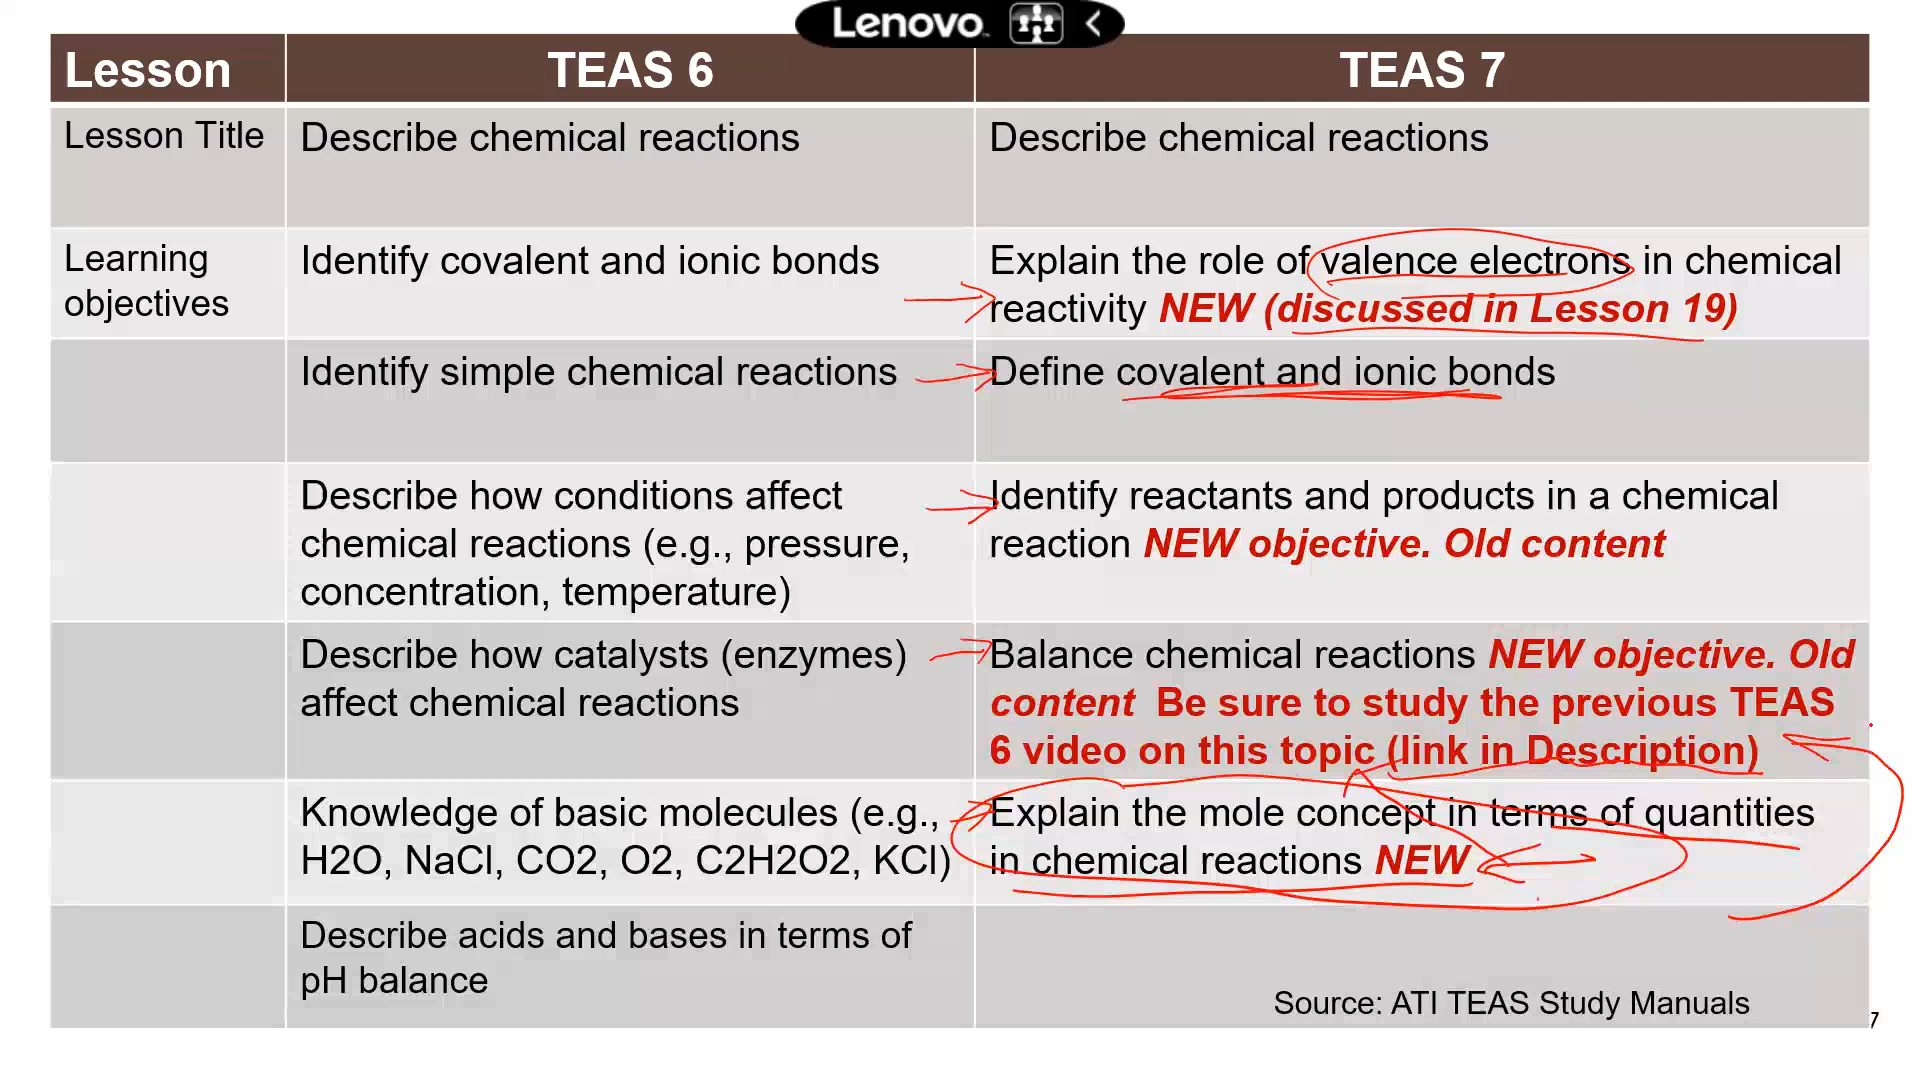 Lenovo
Lesson
TEAS 6
TEAS 7
Lesson Title
Describe chemical reactions
Describe chemical reactions
Learning
objectives
Identify covalent and ionic bonds
Explain the role of valence electrons in chemical
reactivity NEW (discussed in Lesson 19)
Identify simple chemical reactions
Define covalent and ionic bonds
Describe how conditions affect
chemical reactions (e.g., pressure,
concentration, temperature)
Identify reactants and products in a chemical
reaction NEW objective. Old content
Describe how catalysts (enzymes)
affect chemical reactions
Balance chemical reactions NEW objective. Old
content Be sure to study the previous TEAS
6 video on this topic (link in Description)
Knowledge of basic molecules (e.g.,
H2O, NaCl, CO2, O2, C2H2O2, KCl)
Explain the mole concept in terms of quantities
in chemical reactions NEW
Describe acids and bases in terms of
pH balance
Source: ATI TEAS Study Manuals
7